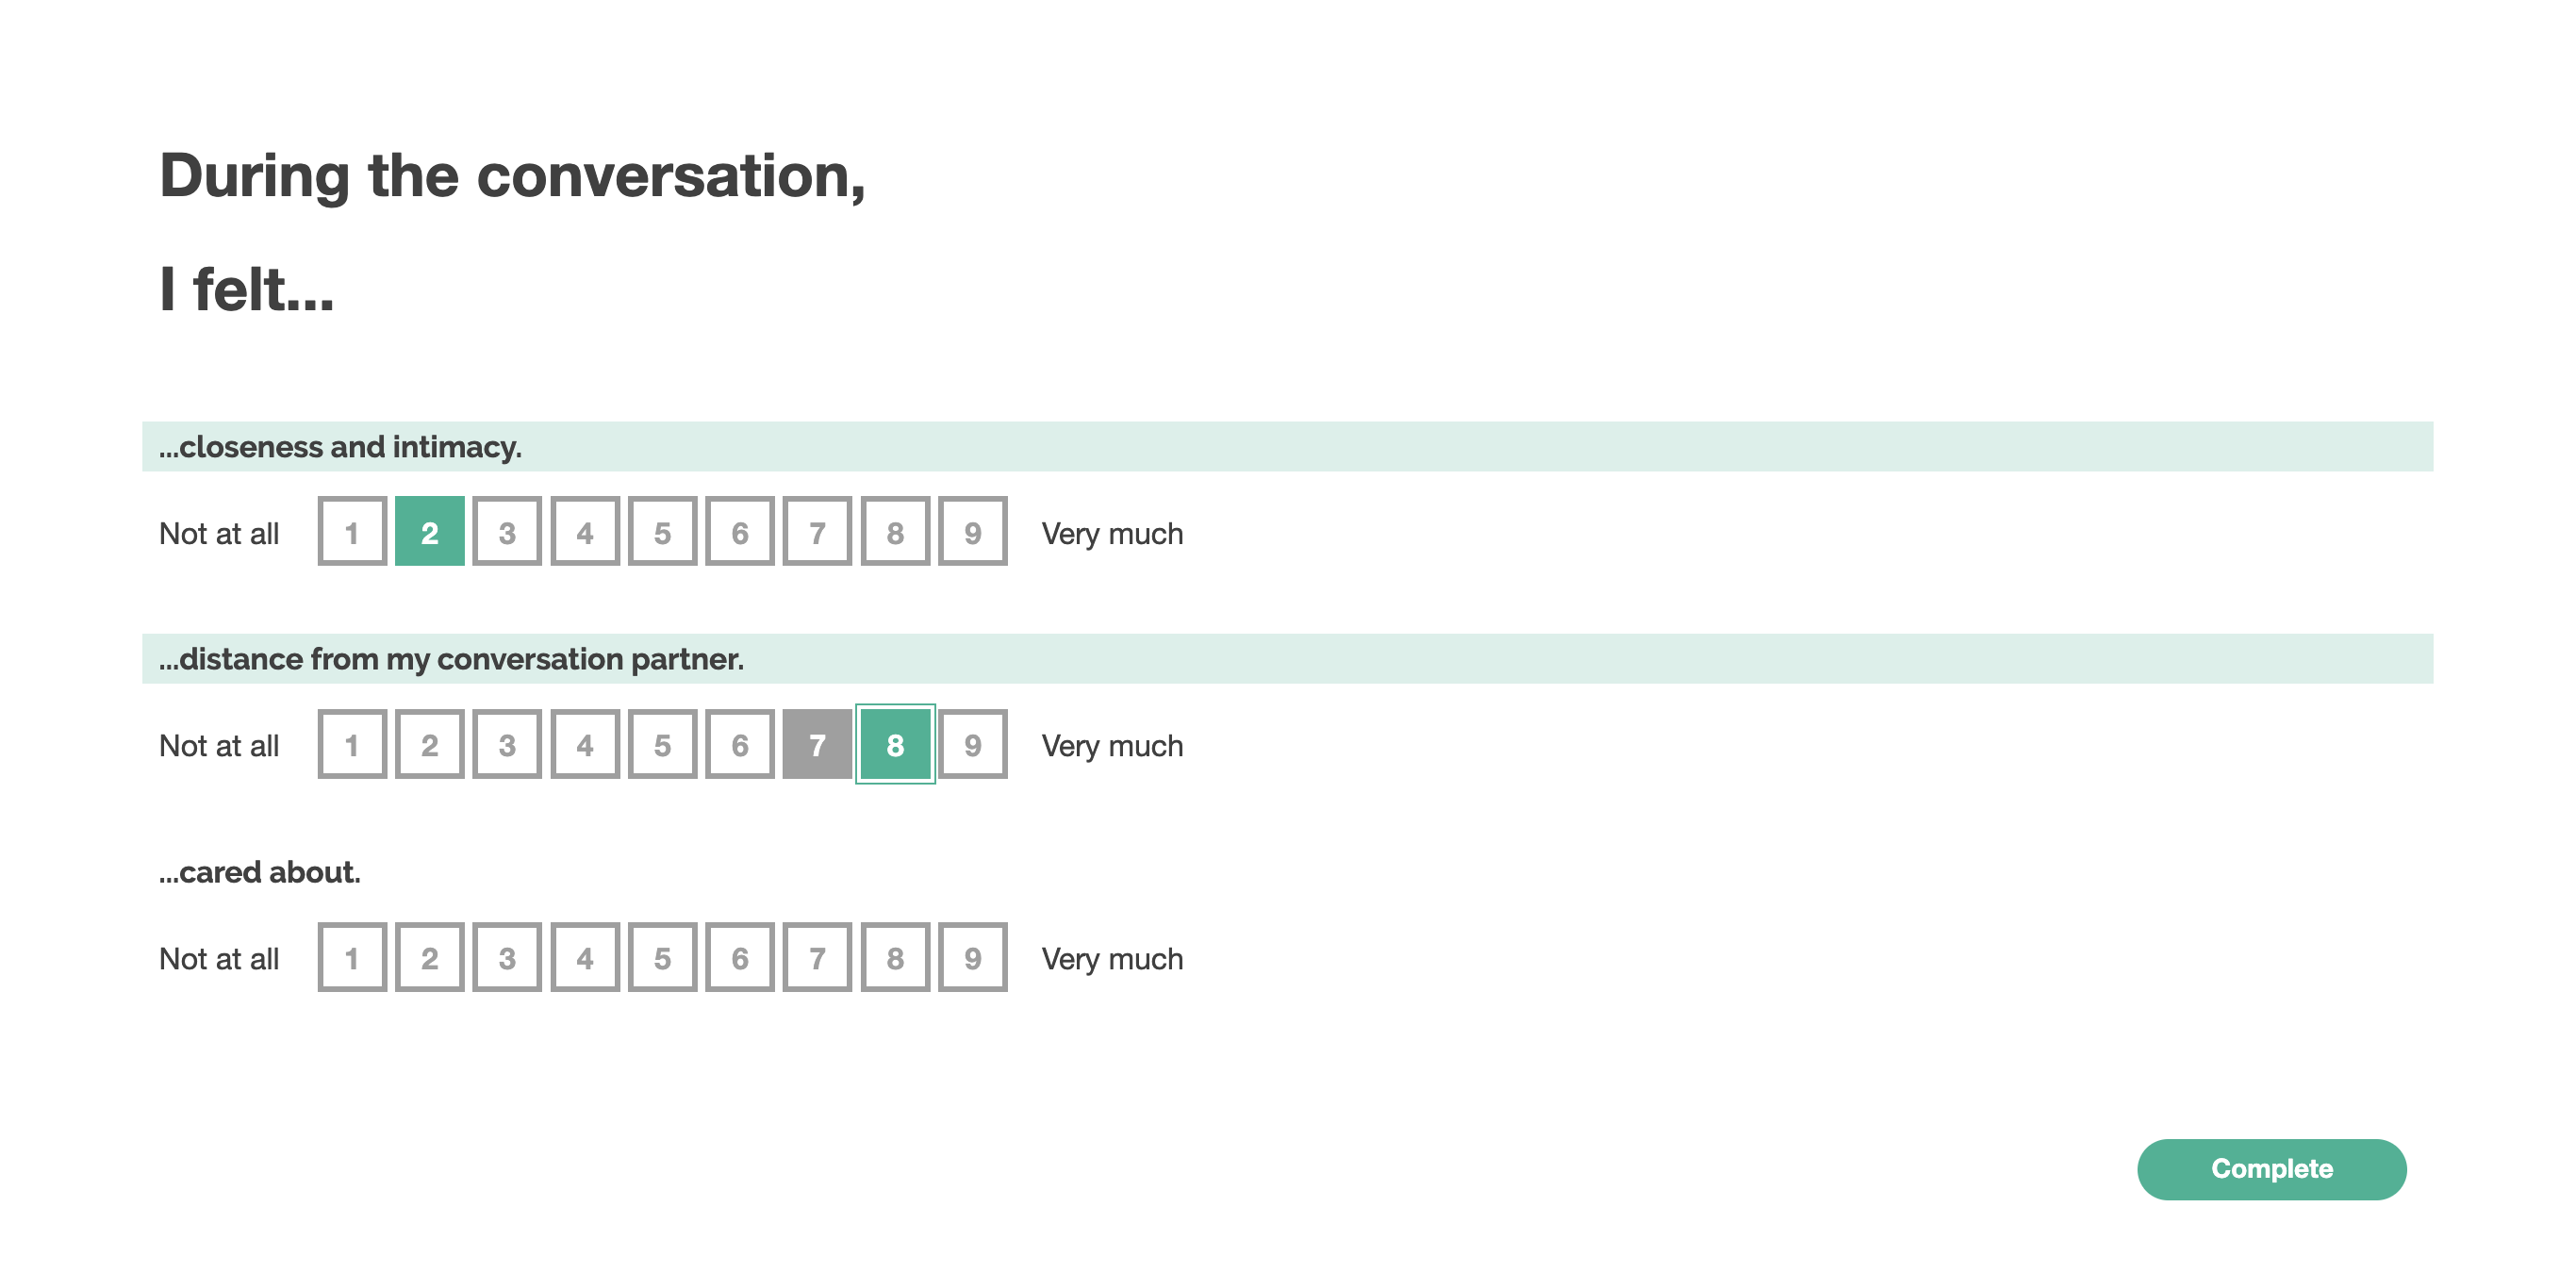 During the conversation,
I felt...
...closeness and intimacy.
Not at all 1 2 3 4 5 6 7 8 9 Very much
...distance from my conversation partner.
Not at all 1 2 3 4 5 6 7 8 9 Very much
...cared about.
Not at all 1 2 3 4 5 6 7 8 9 Very much
Complete